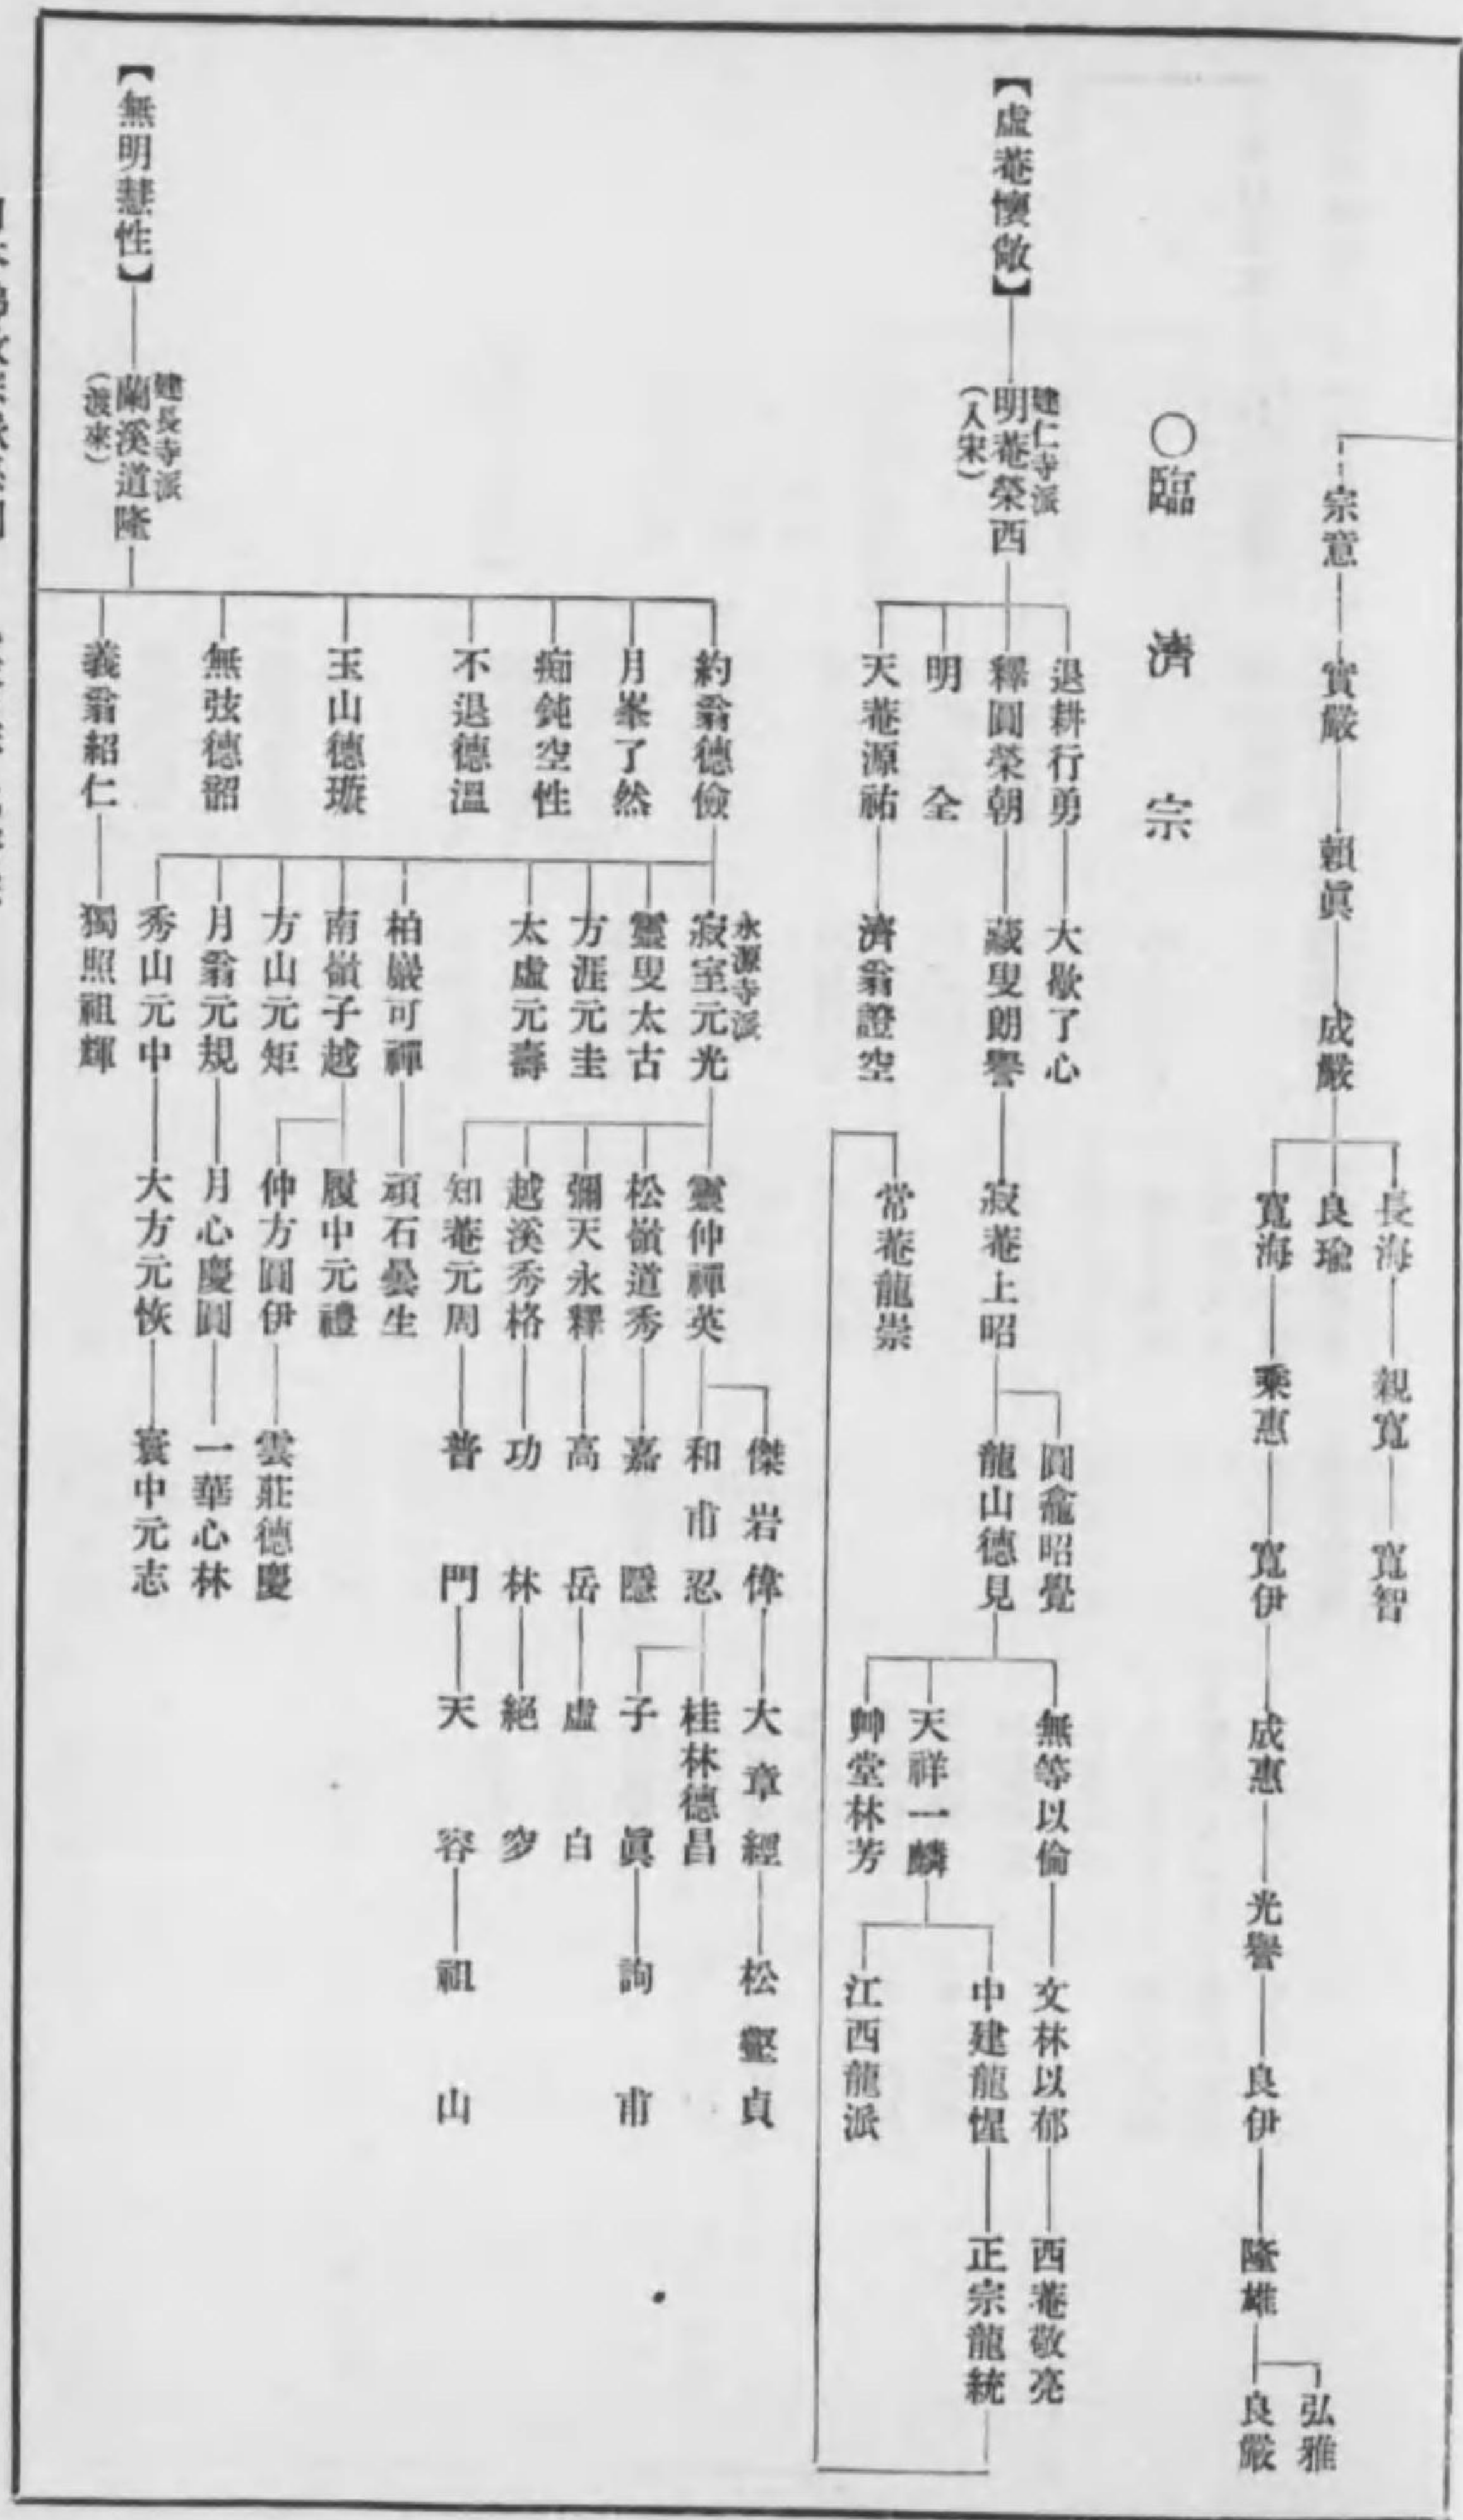 宗意
實嚴
賴眞
成嚴
長海
親寬
寬智
良瑜
寬海
乘惠
寬伊
成惠
光譽
良伊
隆雄
弘雅
良嚴
〇臨濟宗
【虛菴懷敞】
建仁寺派
明菴榮西
(入宋)
退耕行勇
大歇了心
釋圓榮朝
藏叟朗譽
寂菴上昭
圓龕昭覺
龍山德見
無等以倫
文林以郁
西菴敬亮
天祥一麟
中建龍惺
正宗龍統
江西龍派
艸堂林芳
明全
天菴源祐
濟翁證空
常菴龍崇
【無明慧性】
建長寺派
蘭溪道隆
(渡來)
約翁德儉
永源寺派
寂室元光
靈仲禪英
傑岩偉
大章經
松壑貞
和甫忍
桂林德昌
子眞
詢甫
松嶺道秀
嘉隱
彌天永釋
高岳
虛白
越溪秀格
功林
絕穸
知菴元周
普門
天容
祖山
靈叟太古
方涯元圭
太虛元壽
柏巖可禪
頑石曇生
南嶺子越
履中元禮
仲方圓伊
雲莊德慶
方山元矩
月翁元規
月心慶圓
一華心林
秀山元中
大方元恢
寰中元志
月峯了然
痴鈍空性
不退德溫
玉山德璇
無弦德韶
義翁紹仁
獨照祖輝